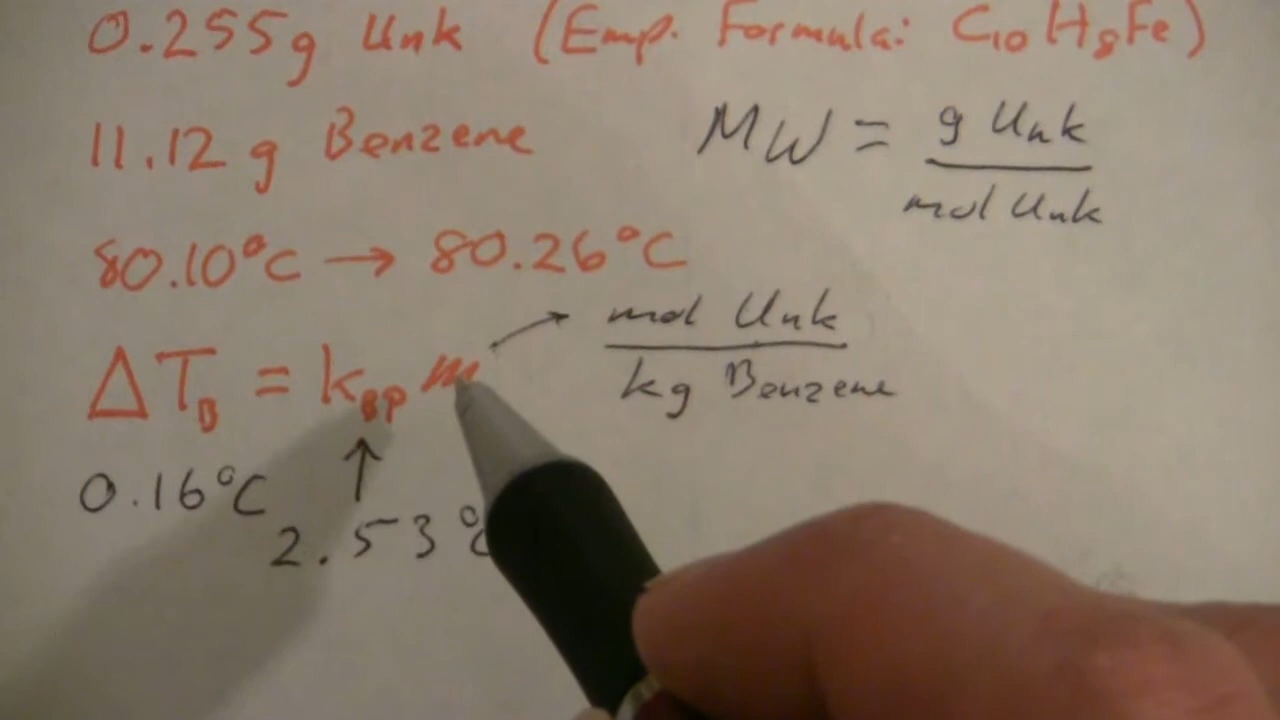 0.255g Unk (Emp. Formula: C10H8Fe)
11.12 g Benzene
MW = g Unk
mol Unk
80.10°C → 80.26°C
mol Unk
kg Benzene
ΔTB = kBP m
0.16°C
2.53°C